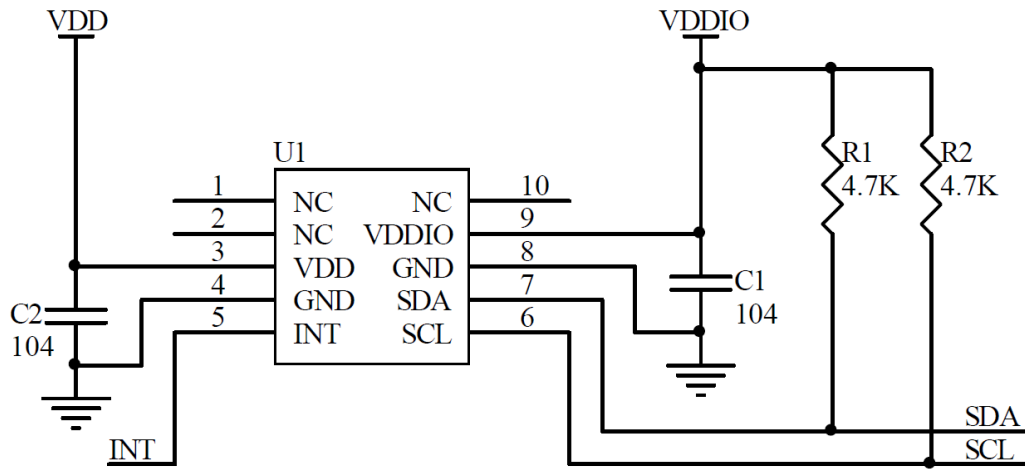 VDD
VDDIO
U1
R1
4.7K
R2
4.7K
1 NC NC 10
2 NC VDDIO 9
3 VDD GND 8
4 GND SDA 7
5 INT SCL 6
C2
104
C1
104
INT
SDA
SCL